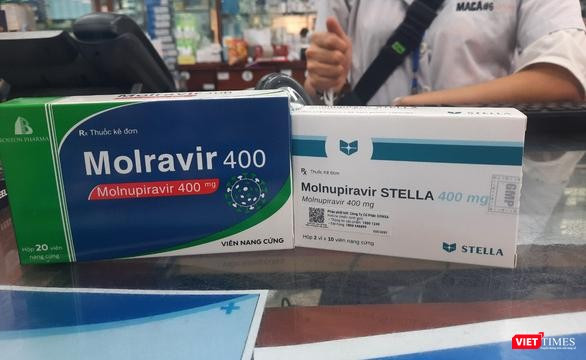 MACA#S
BOSTON PHARMA
Rx Thuốc kê đơn
Molravir 400
Molnupiravir 400 mg
Hộp 20 viên
nang cứng
VIÊN NANG CỨNG
Rx Thuốc kê đơn
Molnupiravir STELLA 400 mg
Molnupiravir 400 mg
GMP
Hộp 2 vỉ x 10 viên nang cứng
STELLA
VIETTIMES